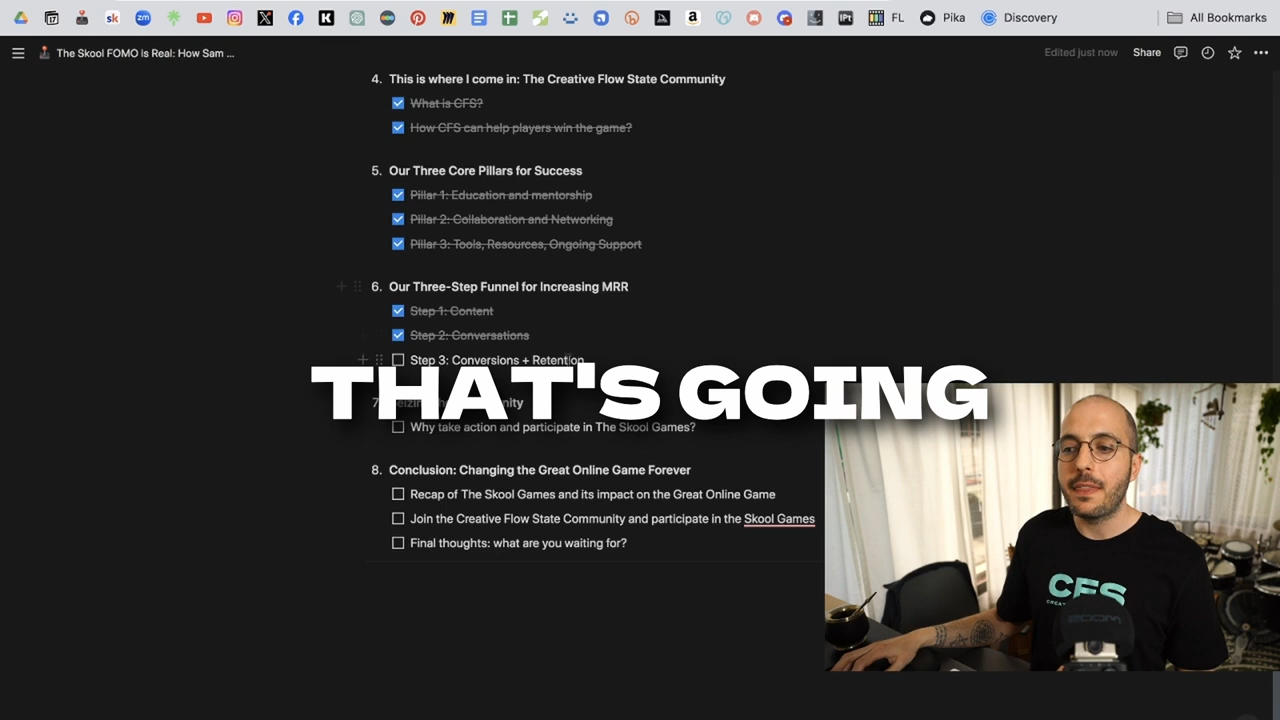 FL
Pika
Discovery
All Bookmarks
The Skool FOMO is Real: How Sam ...
Edited just now
Share
4. This is where I come in: The Creative Flow State Community
What is CFS?
How CFS can help players win the game?
5. Our Three Core Pillars for Success
Pillar 1: Education and mentorship
Pillar 2: Collaboration and Networking
Pillar 3: Tools, Resources, Ongoing Support
6. Our Three-Step Funnel for Increasing MRR
Step 1: Content
Step 2: Conversations
Step 3: Conversions + Retention
THAT'S GOING
Why take action and participate in The Skool Games?
8. Conclusion: Changing the Great Online Game Forever
Recap of The Skool Games and its impact on the Great Online Game
Join the Creative Flow State Community and participate in the Skool Games
Final thoughts: what are you waiting for?
CFS
ZOOM